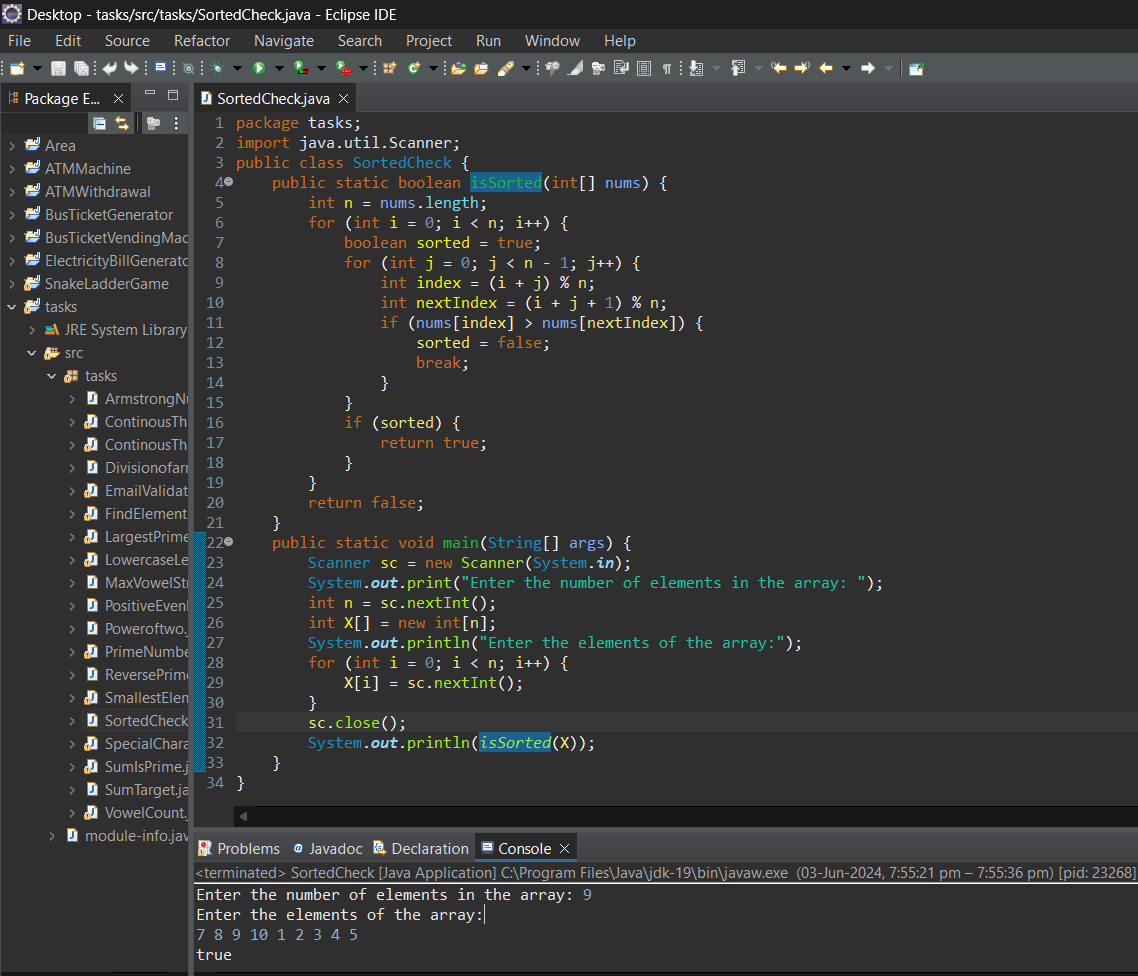 Desktop - tasks/src/tasks/SortedCheck.java - Eclipse IDE
File Edit Source Refactor Navigate Search Project Run Window Help
Package E...
Area
ATMMachine
ATMWithdrawal
BusTicketGenerator
BusTicketVendingMac
ElectricityBillGenerato
SnakeLadderGame
tasks
JRE System Library
src
tasks
ArmstrongNu
ContinousTh
ContinousTh
Divisionofarr
EmailValidat
FindElement
LargestPrime
LowercaseLe
MaxVowelStr
PositiveEvenI
Poweroftwo.
PrimeNumbe
ReversePrime
SmallestElem
SortedCheck
SpecialChara
SumIsPrime.j
SumTarget.ja
VowelCount.
module-info.jav
SortedCheck.java
1 package tasks;
2 import java.util.Scanner;
3 public class SortedCheck {
4 public static boolean isSorted(int[] nums) {
5 int n = nums.length;
6 for (int i = 0; i < n; i++) {
7 boolean sorted = true;
8 for (int j = 0; j < n - 1; j++) {
9 int index = (i + j) % n;
10 int nextIndex = (i + j + 1) % n;
11 if (nums[index] > nums[nextIndex]) {
12 sorted = false;
13 break;
14 }
15 }
16 if (sorted) {
17 return true;
18 }
19 }
20 return false;
21 }
22 public static void main(String[] args) {
23 Scanner sc = new Scanner(System.in);
24 System.out.print("Enter the number of elements in the array: ");
25 int n = sc.nextInt();
26 int X[] = new int[n];
27 System.out.println("Enter the elements of the array:");
28 for (int i = 0; i < n; i++) {
29 X[i] = sc.nextInt();
30 }
31 sc.close();
32 System.out.println(isSorted(X));
33 }
34 }
Problems Javadoc Declaration Console
<terminated> SortedCheck [Java Application] C:\Program Files\Java\jdk-19\bin\javaw.exe (03-Jun-2024, 7:55:21 pm – 7:55:36 pm) [pid: 23268]
Enter the number of elements in the array: 9
Enter the elements of the array:
7 8 9 10 1 2 3 4 5
true